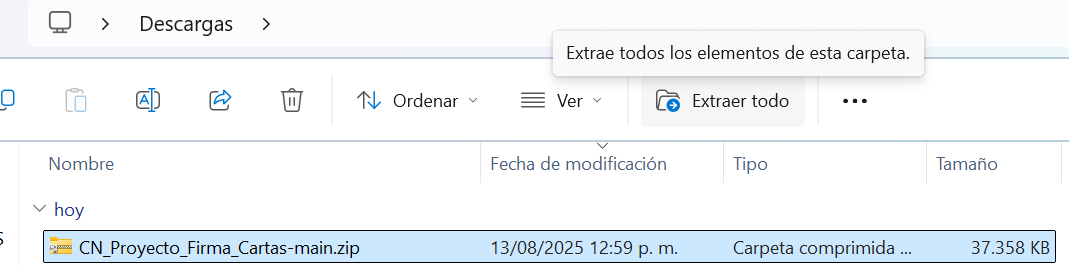 Descargas
Extrae todos los elementos de esta carpeta.
Ordenar
Ver
Extraer todo
Nombre
Fecha de modificación
Tipo
Tamaño
hoy
CN_Proyecto_Firma_Cartas-main.zip 13/08/2025 12:59 p. m. Carpeta comprimida ... 37.358 KB